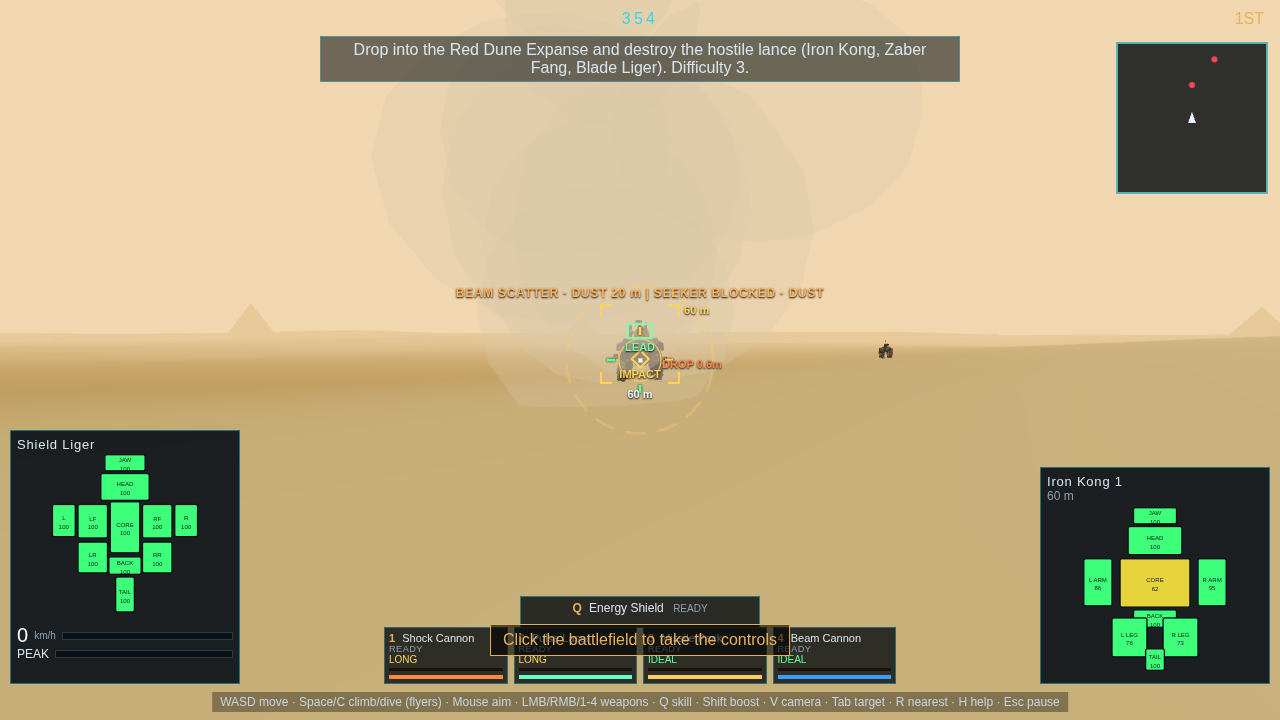 354
1ST
Drop into the Red Dune Expanse and destroy the hostile lance (Iron Kong, Zaber
Fang, Blade Liger). Difficulty 3.
BEAM SCATTER - DUST 20 m | SEEKER BLOCKED - DUST
60 m
LEAD
DROP 0.6m
IMPACT
60 m
Shield Liger
JAW
100
HEAD
100
L
100
LF
100
CORE
100
RF
100
R
100
LR
100
BACK
100
RR
100
TAIL
100
0 km/h
PEAK
Iron Kong 1
60 m
JAW
100
HEAD
100
L ARM
86
CORE
62
R ARM
95
BACK
100
L LEG
76
R LEG
73
TAIL
100
Q Energy Shield READY
1 Shock Cannon
READY
LONG
READY
LONG
READY
IDEAL
4 Beam Cannon
READY
IDEAL
Click the battlefield to take the controls
WASD move · Space/C climb/dive (flyers) · Mouse aim · LMB/RMB/1-4 weapons · Q skill · Shift boost · V camera · Tab target · R nearest · H help · Esc pause